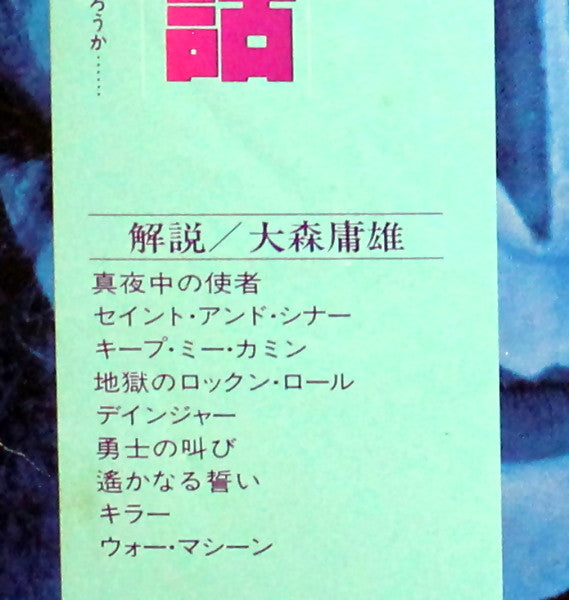 ろうか……
話
解説／大森庸雄
真夜中の使者
セイント・アンド・シナー
キープ・ミー・カミン
地獄のロックン・ロール
デインジャー
勇士の叫び
遙かなる誓い
キラー
ウォー・マシーン